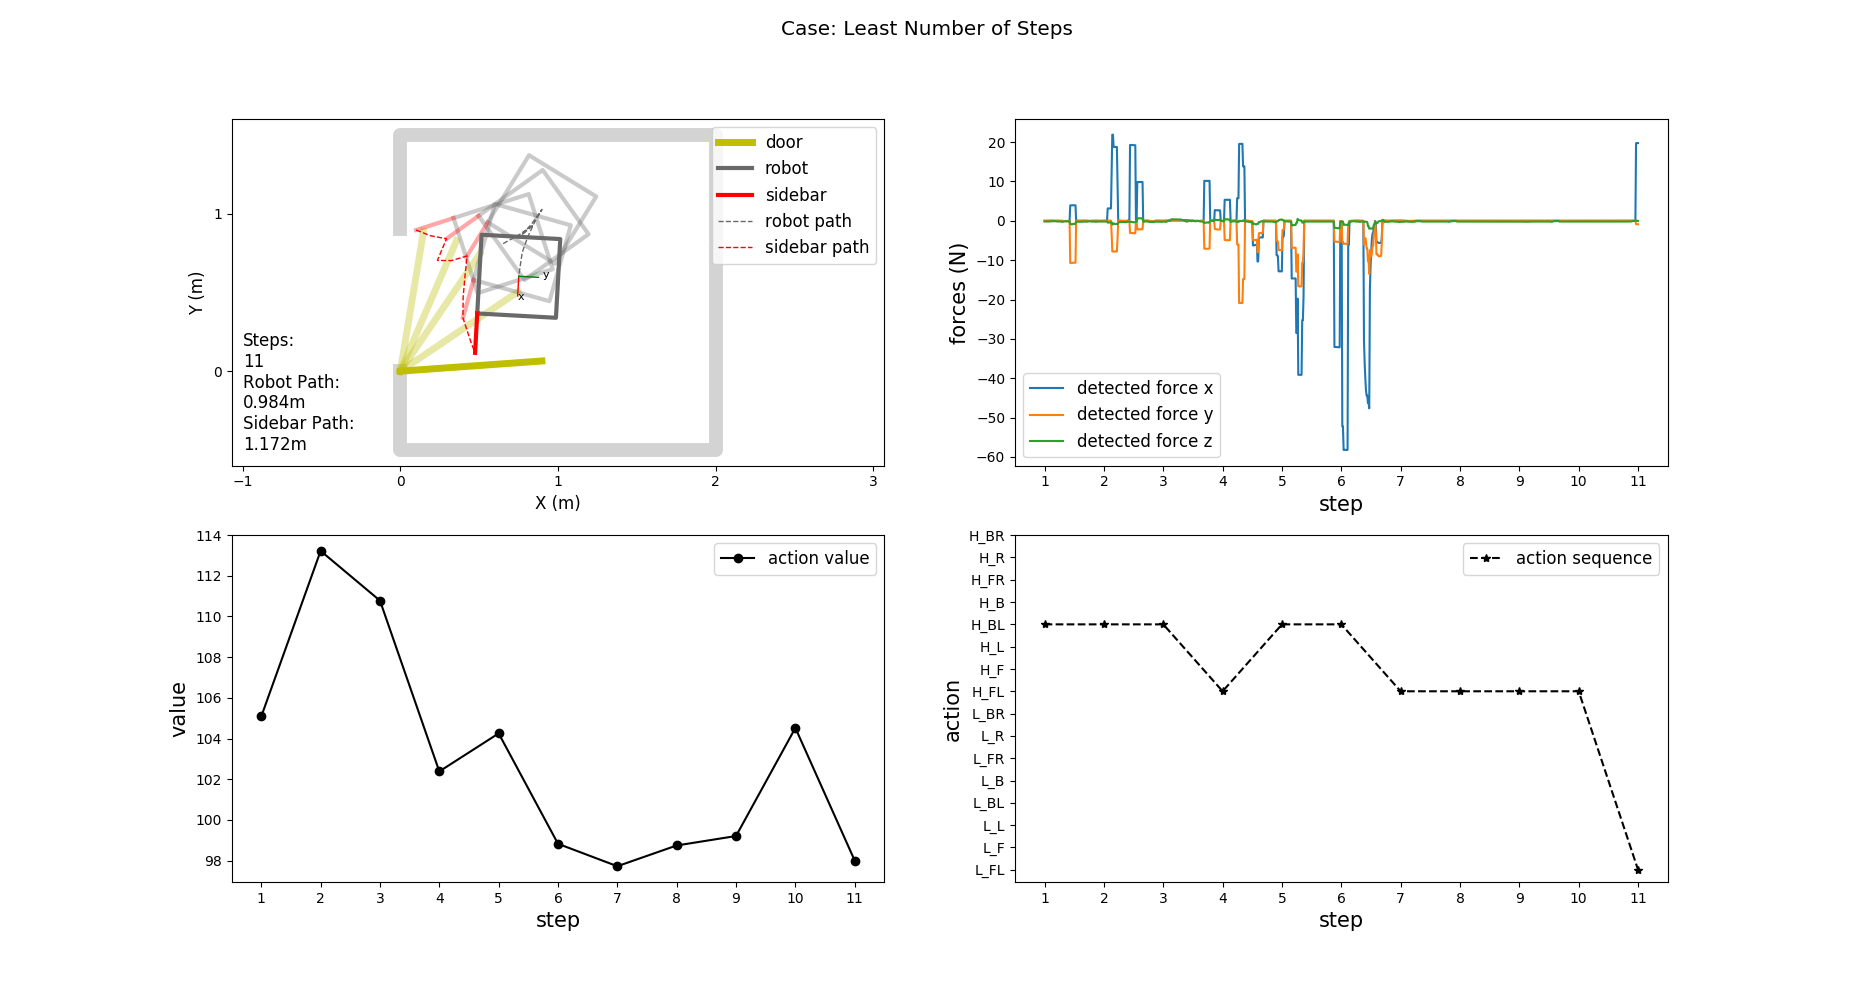 Case: Least Number of Steps
door
robot
sidebar
robot path
sidebar path
1
0
Y (m)
y
x
Steps:
11
Robot Path:
0.984m
Sidebar Path:
1.172m
−1 0 1 2 3
X (m)
20
10
0
−10
−20
−30
−40
−50
−60
forces (N)
detected force x
detected force y
detected force z
1 2 3 4 5 6 7 8 9 10 11
step
114
112
110
108
106
104
102
100
98
value
action value
1 2 3 4 5 6 7 8 9 10 11
step
H_BR
H_R
H_FR
H_B
H_BL
H_L
H_F
H_FL
L_BR
L_R
L_FR
L_B
L_BL
L_L
L_F
L_FL
action
action sequence
1 2 3 4 5 6 7 8 9 10 11
step